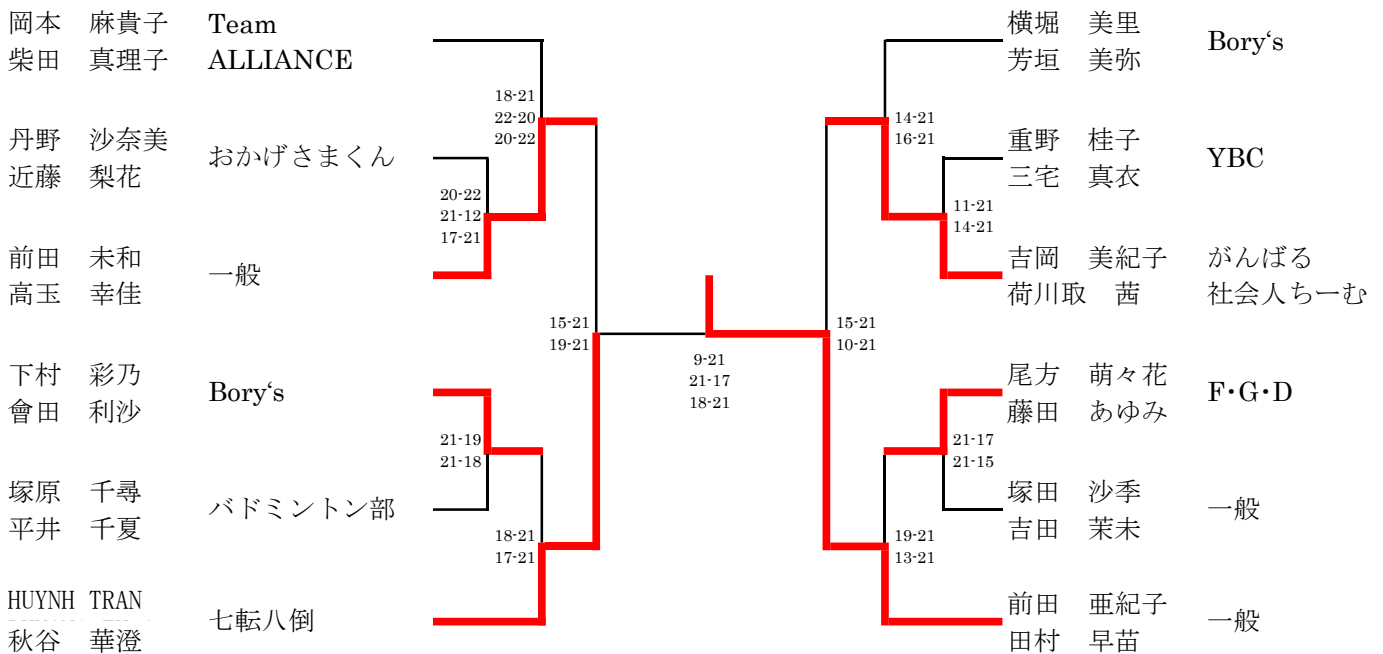 岡本　麻貴子
柴田　真理子
Team
ALLIANCE
18-21
22-20
20-22
丹野　沙奈美
近藤　梨花
おかげさまくん
20-22
21-12
17-21
前田　未和
高玉　幸佳
一般
15-21
19-21
下村　彩乃
會田　利沙
Bory‘s
21-19
21-18
塚原　千尋
平井　千夏
バドミントン部
18-21
17-21
HUYNH TRAN
秋谷　華澄
七転八倒
9-21
21-17
18-21
横堀　美里
芳垣　美弥
Bory‘s
14-21
16-21
重野　桂子
三宅　真衣
YBC
11-21
14-21
吉岡　美紀子
荷川取　茜
がんばる
社会人ちーむ
15-21
10-21
尾方　萌々花
藤田　あゆみ
F・G・D
21-17
21-15
塚田　沙季
吉田　茉未
一般
19-21
13-21
前田　亜紀子
田村　早苗
一般